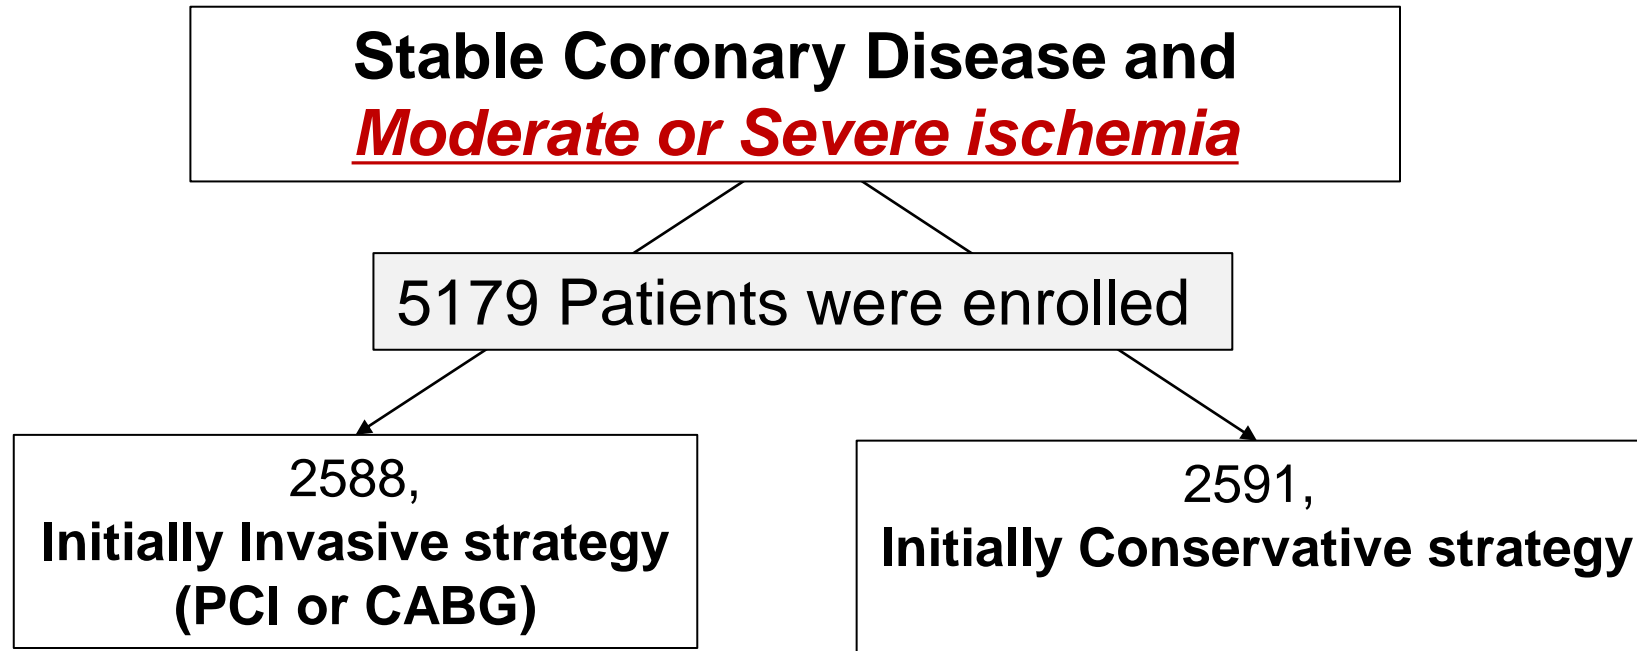 Stable Coronary Disease and
Moderate or Severe ischemia
5179 Patients were enrolled
2588,
Initially Invasive strategy
(PCI or CABG)
2591,
Initially Conservative strategy